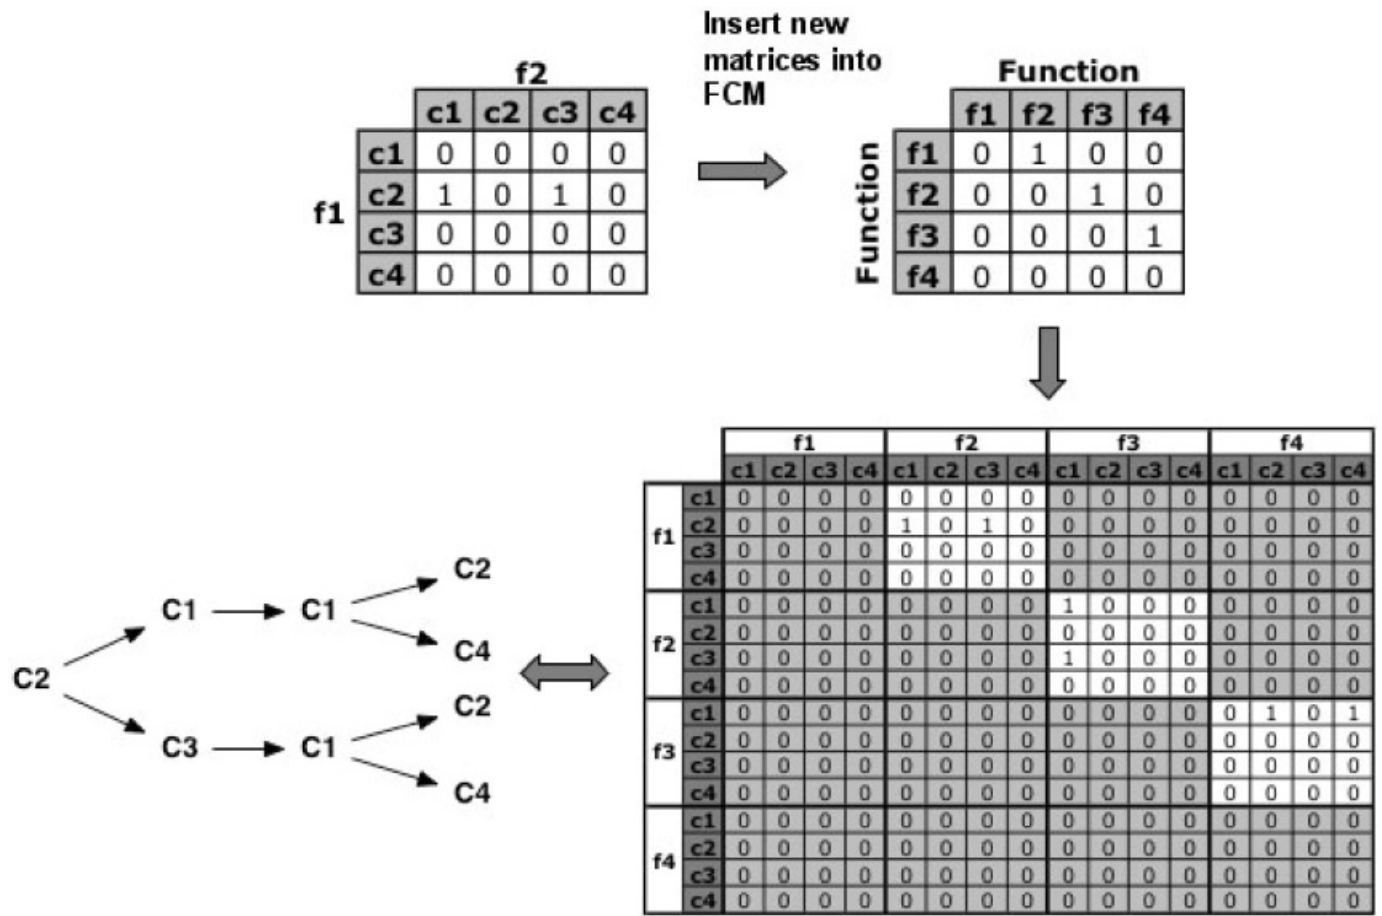 Insert new
matrices into
FCM
f2
c1 c2 c3 c4
c1 0 0 0 0
c2 1 0 1 0
f1
c3 0 0 0 0
c4 0 0 0 0
Function
f1 f2 f3 f4
Function
f1 0 1 0 0
f2 0 0 1 0
f3 0 0 0 1
f4 0 0 0 0
f1 f2 f3 f4
c1 c2 c3 c4 c1 c2 c3 c4 c1 c2 c3 c4 c1 c2 c3 c4
f1
c1 0 0 0 0 0 0 0 0 0 0 0 0 0 0 0 0
c2 0 0 0 0 1 0 1 0 0 0 0 0 0 0 0 0
c3 0 0 0 0 0 0 0 0 0 0 0 0 0 0 0 0
c4 0 0 0 0 0 0 0 0 0 0 0 0 0 0 0 0
f2
c1 0 0 0 0 0 0 0 0 1 0 0 0 0 0 0 0
c2 0 0 0 0 0 0 0 0 0 0 0 0 0 0 0 0
c3 0 0 0 0 0 0 0 0 1 0 0 0 0 0 0 0
c4 0 0 0 0 0 0 0 0 0 0 0 0 0 0 0 0
f3
c1 0 0 0 0 0 0 0 0 0 0 0 0 0 1 0 1
c2 0 0 0 0 0 0 0 0 0 0 0 0 0 0 0 0
c3 0 0 0 0 0 0 0 0 0 0 0 0 0 0 0 0
c4 0 0 0 0 0 0 0 0 0 0 0 0 0 0 0 0
f4
c1 0 0 0 0 0 0 0 0 0 0 0 0 0 0 0 0
c2 0 0 0 0 0 0 0 0 0 0 0 0 0 0 0 0
c3 0 0 0 0 0 0 0 0 0 0 0 0 0 0 0 0
c4 0 0 0 0 0 0 0 0 0 0 0 0 0 0 0 0
C2
C1 C1
C4
C2
C2
C3 C1
C4